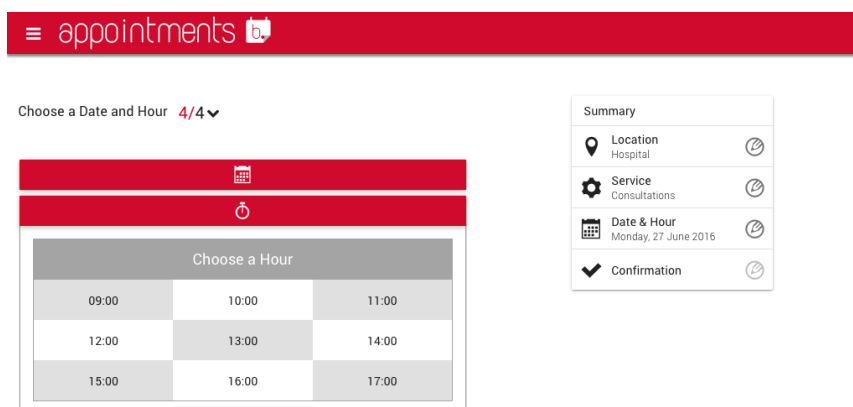 appointments b.
Choose a Date and Hour 4/4
Choose a Hour
09:00 10:00 11:00
12:00 13:00 14:00
15:00 16:00 17:00
Summary
Location
Hospital
Service
Consultations
Date & Hour
Monday, 27 June 2016
Confirmation